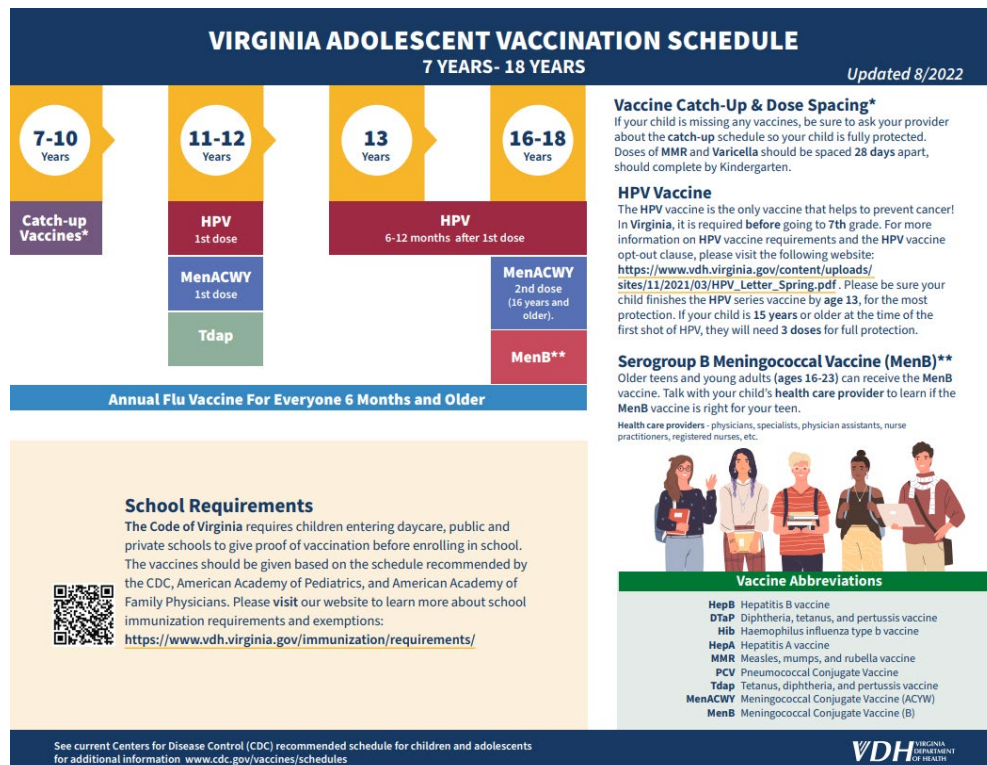 VIRGINIA ADOLESCENT VACCINATION SCHEDULE
7 YEARS- 18 YEARS
Updated 8/2022
7-10
Years
11-12
Years
13
Years
16-18
Years
Catch-up
Vaccines*
HPV
1st dose
HPV
6-12 months after 1st dose
MenACWY
1st dose
MenACWY
2nd dose
(16 years and
older).
Tdap
MenB**
Annual Flu Vaccine For Everyone 6 Months and Older
School Requirements
The Code of Virginia requires children entering daycare, public and
private schools to give proof of vaccination before enrolling in school.
The vaccines should be given based on the schedule recommended by
the CDC, American Academy of Pediatrics, and American Academy of
Family Physicians. Please visit our website to learn more about school
immunization requirements and exemptions:
https://www.vdh.virginia.gov/immunization/requirements/
Vaccine Catch-Up & Dose Spacing*
If your child is missing any vaccines, be sure to ask your provider
about the catch-up schedule so your child is fully protected.
Doses of MMR and Varicella should be spaced 28 days apart,
should complete by Kindergarten.
HPV Vaccine
The HPV vaccine is the only vaccine that helps to prevent cancer!
In Virginia, it is required before going to 7th grade. For more
information on HPV vaccine requirements and the HPV vaccine
opt-out clause, please visit the following website:
https://www.vdh.virginia.gov/content/uploads/
sites/11/2021/03/HPV_Letter_Spring.pdf . Please be sure your
child finishes the HPV series vaccine by age 13, for the most
protection. If your child is 15 years or older at the time of the
first shot of HPV, they will need 3 doses for full protection.
Serogroup B Meningococcal Vaccine (MenB)**
Older teens and young adults (ages 16-23) can receive the MenB
vaccine. Talk with your child's health care provider to learn if the
MenB vaccine is right for your teen.
Health care providers - physicians, specialists, physician assistants, nurse
practitioners, registered nurses, etc.
Vaccine Abbreviations
HepB Hepatitis B vaccine
DTaP Diphtheria, tetanus, and pertussis vaccine
Hib Haemophilus influenza type b vaccine
HepA Hepatitis A vaccine
MMR Measles, mumps, and rubella vaccine
PCV Pneumococcal Conjugate Vaccine
Tdap Tetanus, diphtheria, and pertussis vaccine
MenACWY Meningococcal Conjugate Vaccine (ACYW)
MenB Meningococcal Conjugate Vaccine (B)
See current Centers for Disease Control (CDC) recommended schedule for children and adolescents
for additional information www.cdc.gov/vaccines/schedules
VDH VIRGINIA
DEPARTMENT
OF HEALTH